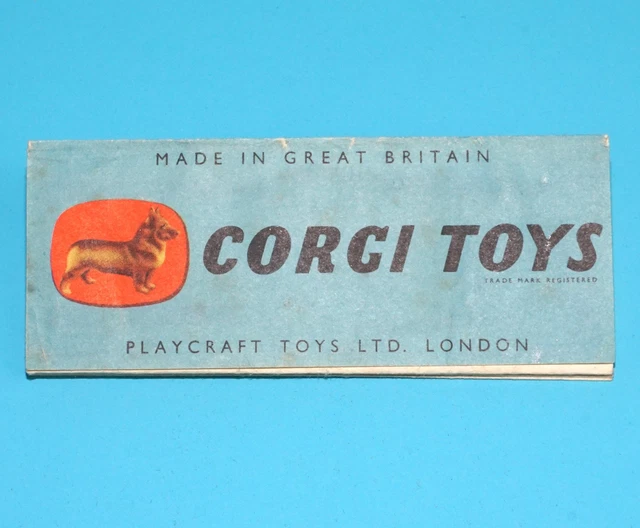 MADE IN GREAT BRITAIN
CORGI TOYS
TRADE MARK REGISTERED
PLAYCRAFT TOYS LTD. LONDON